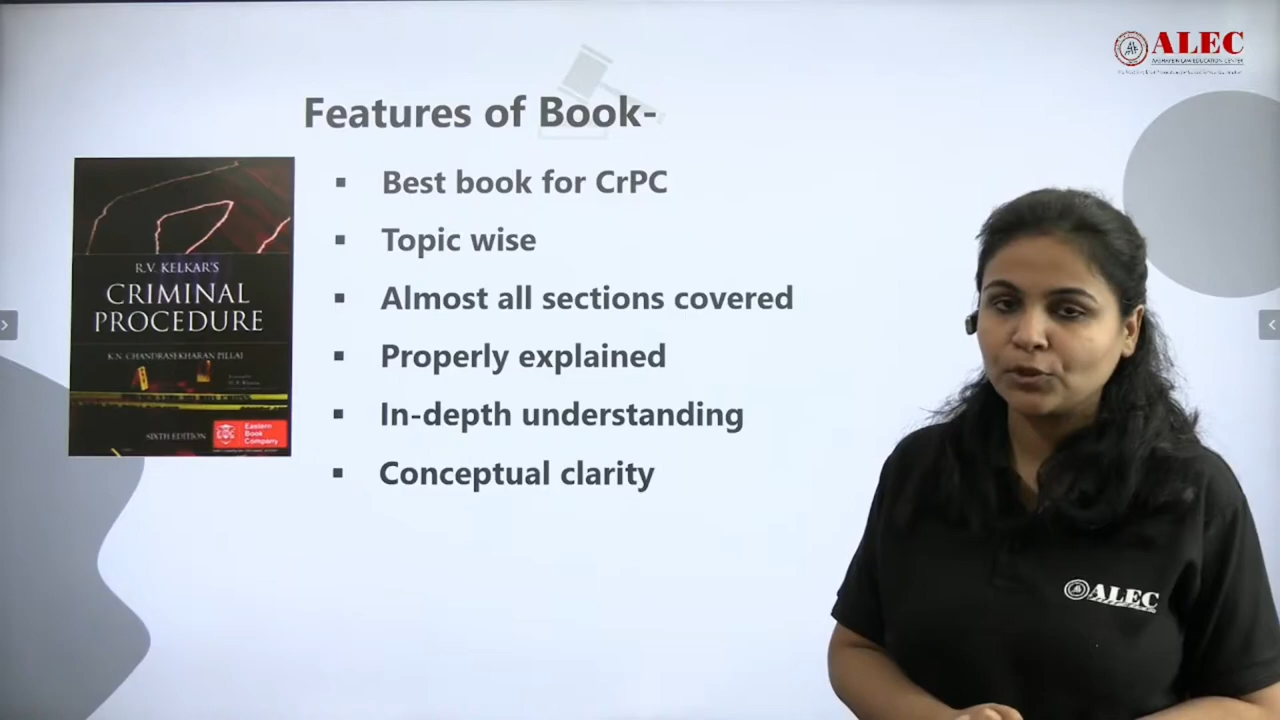 ALEC
Features of Book-
Best book for CrPC
Topic wise
Almost all sections covered
Properly explained
In-depth understanding
Conceptual clarity
R.V. KELKAR'S
CRIMINAL
PROCEDURE
K.N. CHANDRASEKHARAN PILLAI
SIXTH EDITION
Eastern
Book
Company
ALEC